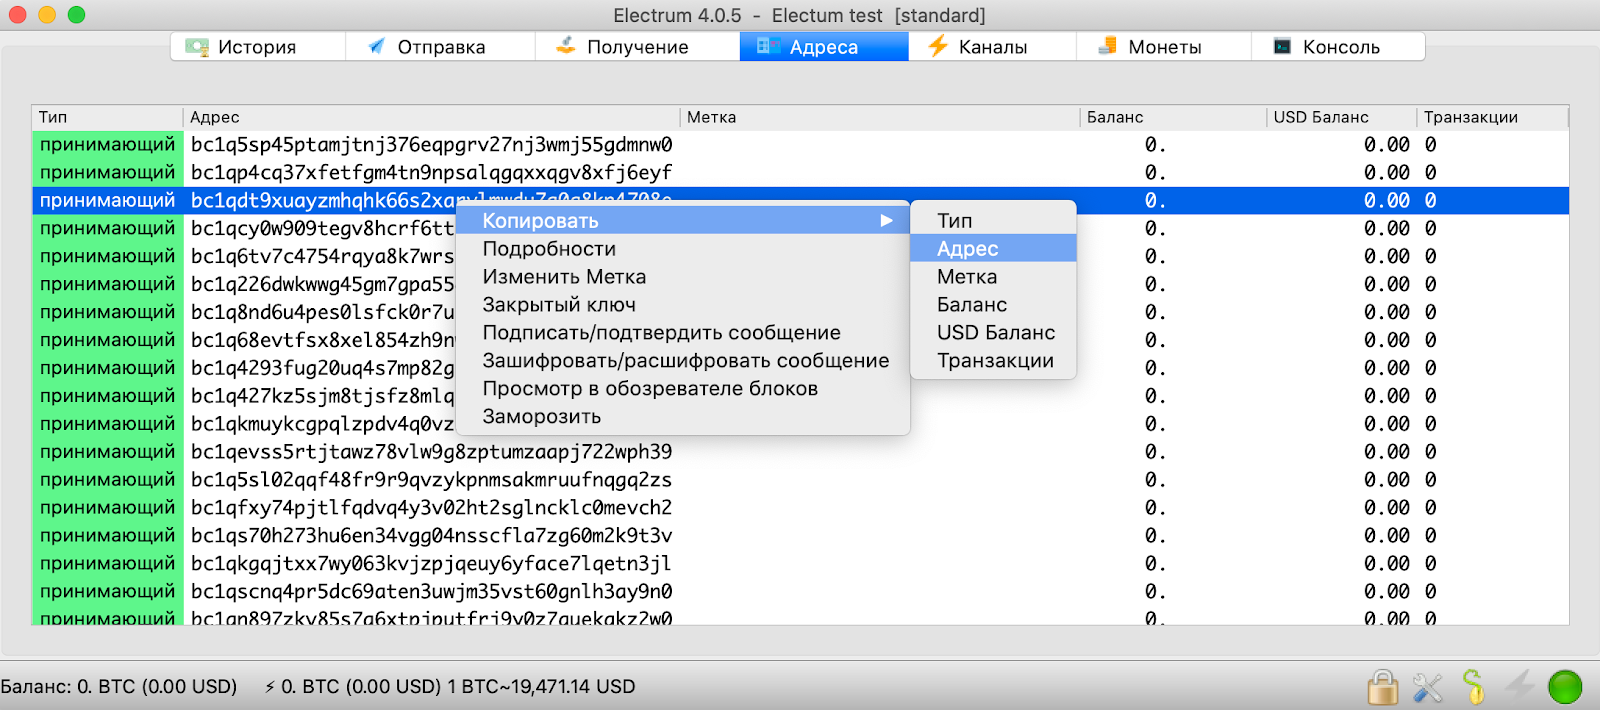 Electrum 4.0.5 - Electum test [standard]
История Отправка Получение Адреса Каналы Монеты Консоль
Тип Адрес Метка Баланс USD Баланс Транзакции
принимающий bc1q5sp45ptamjtnj376eqpgrv27nj3wmj55gdmnw0 0. 0.00 0
принимающий bc1qp4cq37xfetfgm4tn9npsalqgqxxqgv8xfj6eyf 0. 0.00 0
принимающий 0. 0.00 0
Копировать Тип
принимающий bc1qcy0w909tegv8hcrf6tt 0. 0.00 0
Подробности Адрес
принимающий bc1q6tv7c4754rqya8k7wrs 0. 0.00 0
Изменить Метка Метка
принимающий bc1q226dwkwwg45gm7gpa55 0. 0.00 0
Закрытый ключ Баланс
принимающий bc1q8nd6u4pes0lsfck0r7u 0. 0.00 0
Подписать/подтвердить сообщение USD Баланс
принимающий bc1q68evtfsx8xel854zh9n 0. 0.00 0
Зашифровать/расшифровать сообщение Транзакции
принимающий bc1q4293fug20uq4s7mp82g 0. 0.00 0
Просмотр в обозревателе блоков
принимающий bc1q427kz5sjm8tjsfz8mlq 0. 0.00 0
Заморозить
принимающий bc1qkmuykcgpqlzpdv4q0vz 0. 0.00 0
принимающий bc1qevss5rtjtawz78vlw9g8zptumzaapj722wph39 0. 0.00 0
принимающий bc1q5sl02qqf48fr9r9qvzykpnmsakmruufnqgq2zs 0. 0.00 0
принимающий bc1qfxy74pjtlfqdvq4y3v02ht2sglncklc0mevch2 0. 0.00 0
принимающий bc1qs70h273hu6en34vgg04nsscfla7zg60m2k9t3v 0. 0.00 0
принимающий bc1qkgqjtxx7wy063kvjzpjqeuy6yface7lqetn3jl 0. 0.00 0
принимающий bc1qscnq4pr5dc69aten3uwjm35vst60gnlh3ay9n0 0. 0.00 0
принимающий 0. 0.00 0
Баланс: 0. BTC (0.00 USD) ⚡ 0. BTC (0.00 USD) 1 BTC~19,471.14 USD